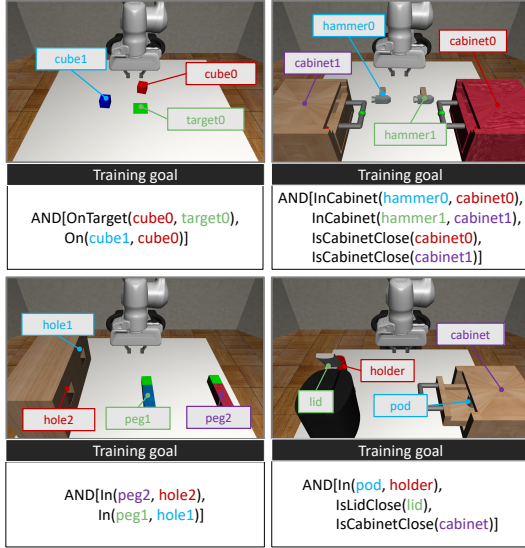 cube1
cube0
target0
Training goal
AND[OnTarget(cube0, target0),
On(cube1, cube0)]
hammer0
cabinet0
cabinet1
hammer1
Training goal
AND[InCabinet(hammer0, cabinet0),
InCabinet(hammer1, cabinet1),
IsCabinetClose(cabinet0),
IsCabinetClose(cabinet1)]
hole1
hole2
peg1
peg2
Training goal
AND[In(peg2, hole2),
In(peg1, hole1)]
cabinet
holder
lid
pod
Training goal
AND[In(pod, holder),
IsLidClose(lid),
IsCabinetClose(cabinet)]